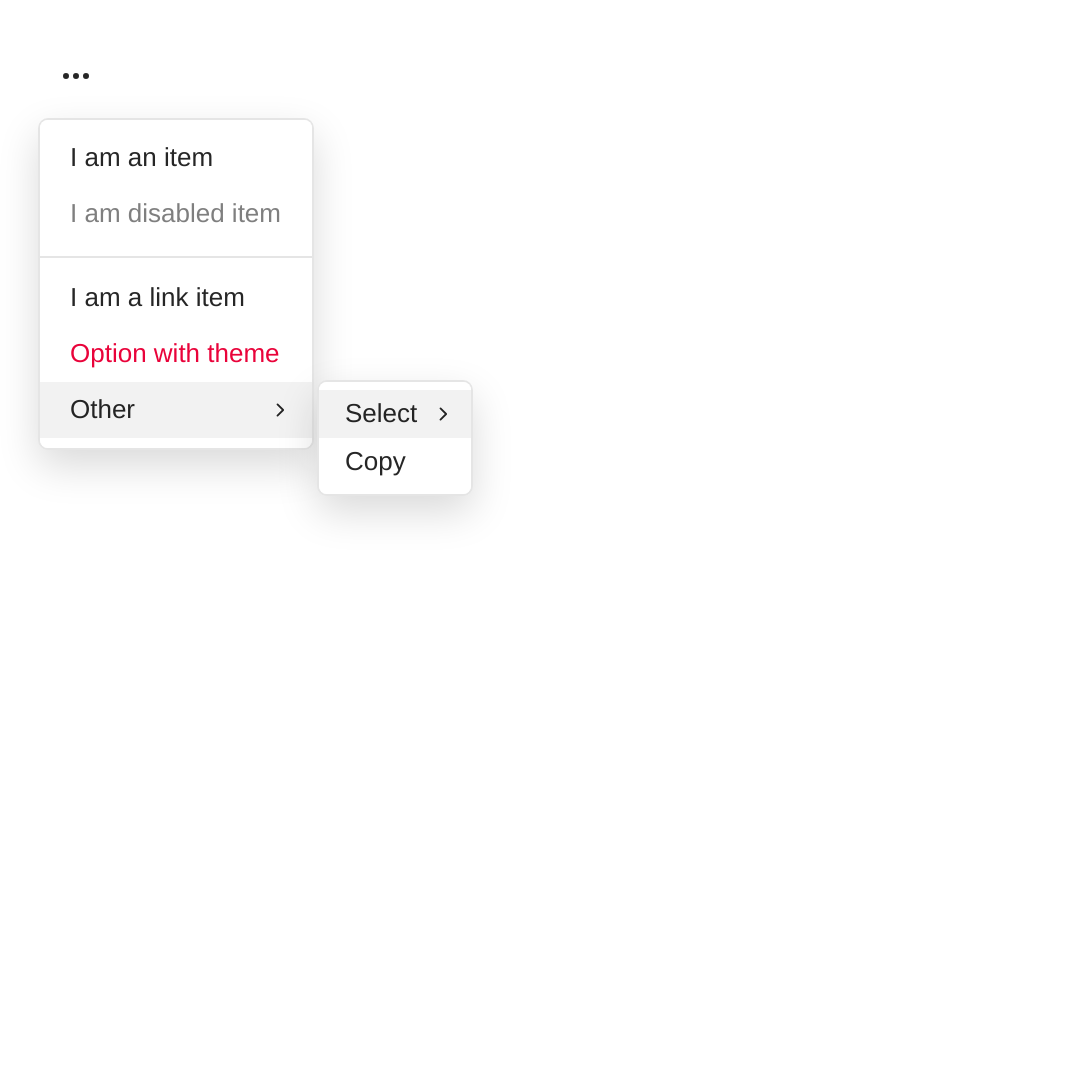 I am an item
I am disabled item
I am a link item
Option with theme
Other
Select
Copy